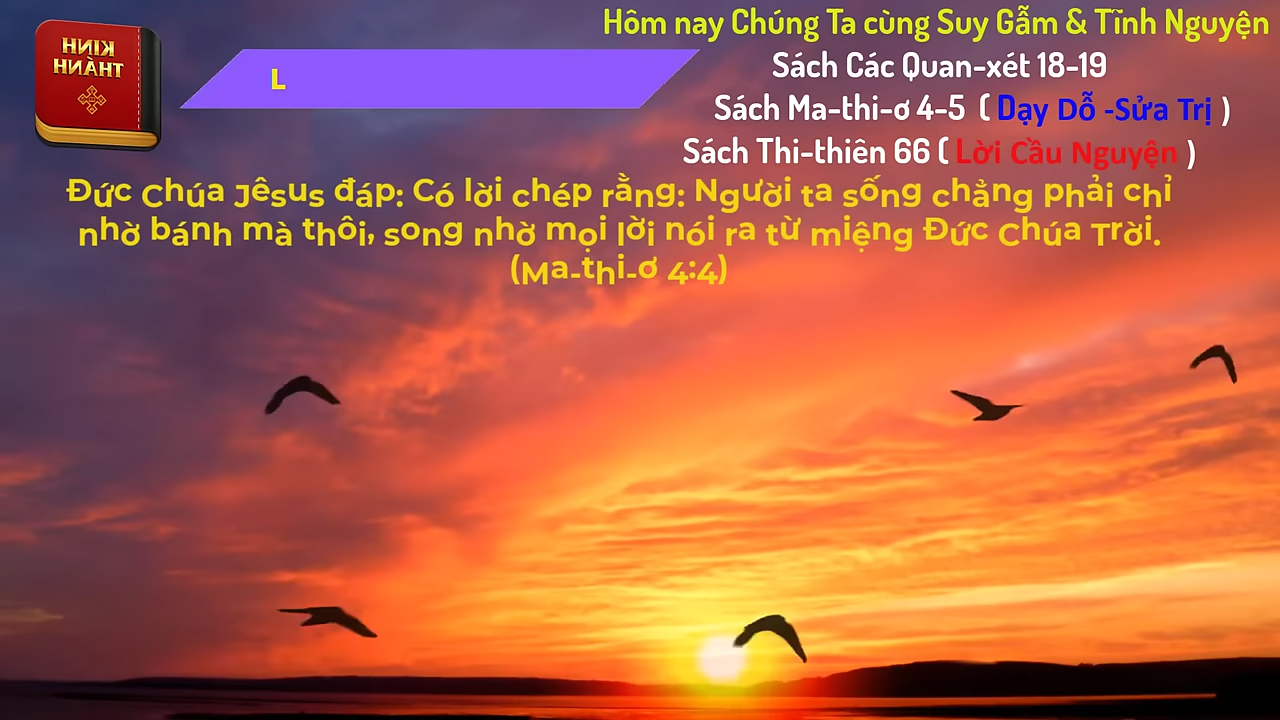 KINH
THÁNH
L
Hôm nay Chúng Ta cùng Suy Gẫm & Tĩnh Nguyện
Sách Các Quan-xét 18-19
Sách Ma-thi-ơ 4-5 ( Dạy Dỗ -Sửa Trị )
Sách Thi-thiên 66 ( Lời Cầu Nguyện )
Đức Chúa Jêsus đáp: Có lời chép rằng: Người ta sống chẳng phải chỉ
nhờ bánh mà thôi, song nhờ mọi lời nói ra từ miệng Đức Chúa Trời.
(Ma-thi-ơ 4:4)